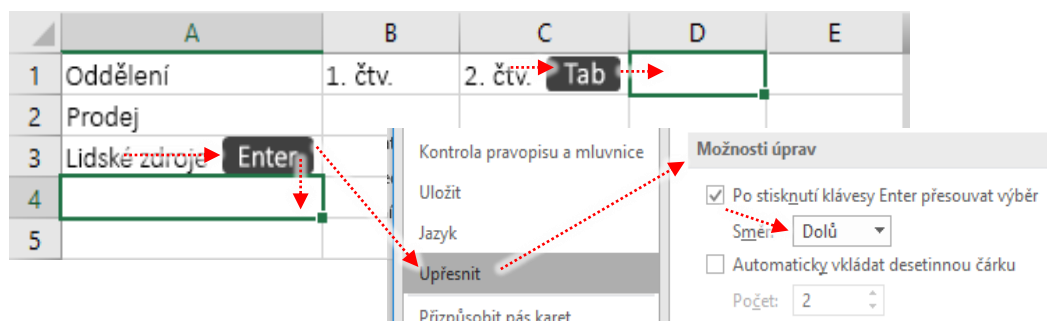 A B C D E
1 Oddělení 1. čtv. 2. čtv. Tab
2 Prodej
3 Lidské zdroje Enter
4
5
Kontrola pravopisu a mluvnice
Uložit
Jazyk
Upřesnit
Přizpůsobit pás karet
Možnosti úprav
Po stisknutí klávesy Enter přesouvat výběr
Směr: Dolů
Automaticky vkládat desetinnou čárku
Počet: 2